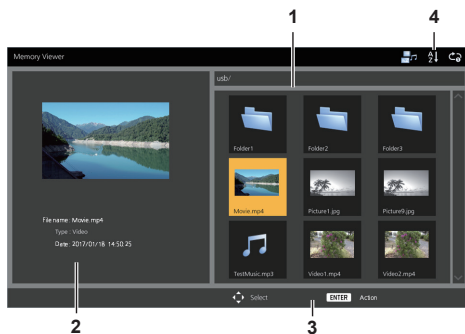 1
4
Memory Viewer
A
Z
usb/
Folder1
Folder2
Folder3
Movie.mp4
Picture1.jpg
Picture9.jpg
File name: Movie.mp4
Type : Video
Date: 2017/01/18 14:50:25
TestMusic.mp3
Video1.mp4
Video2.mp4
Select
ENTER Action
2
3